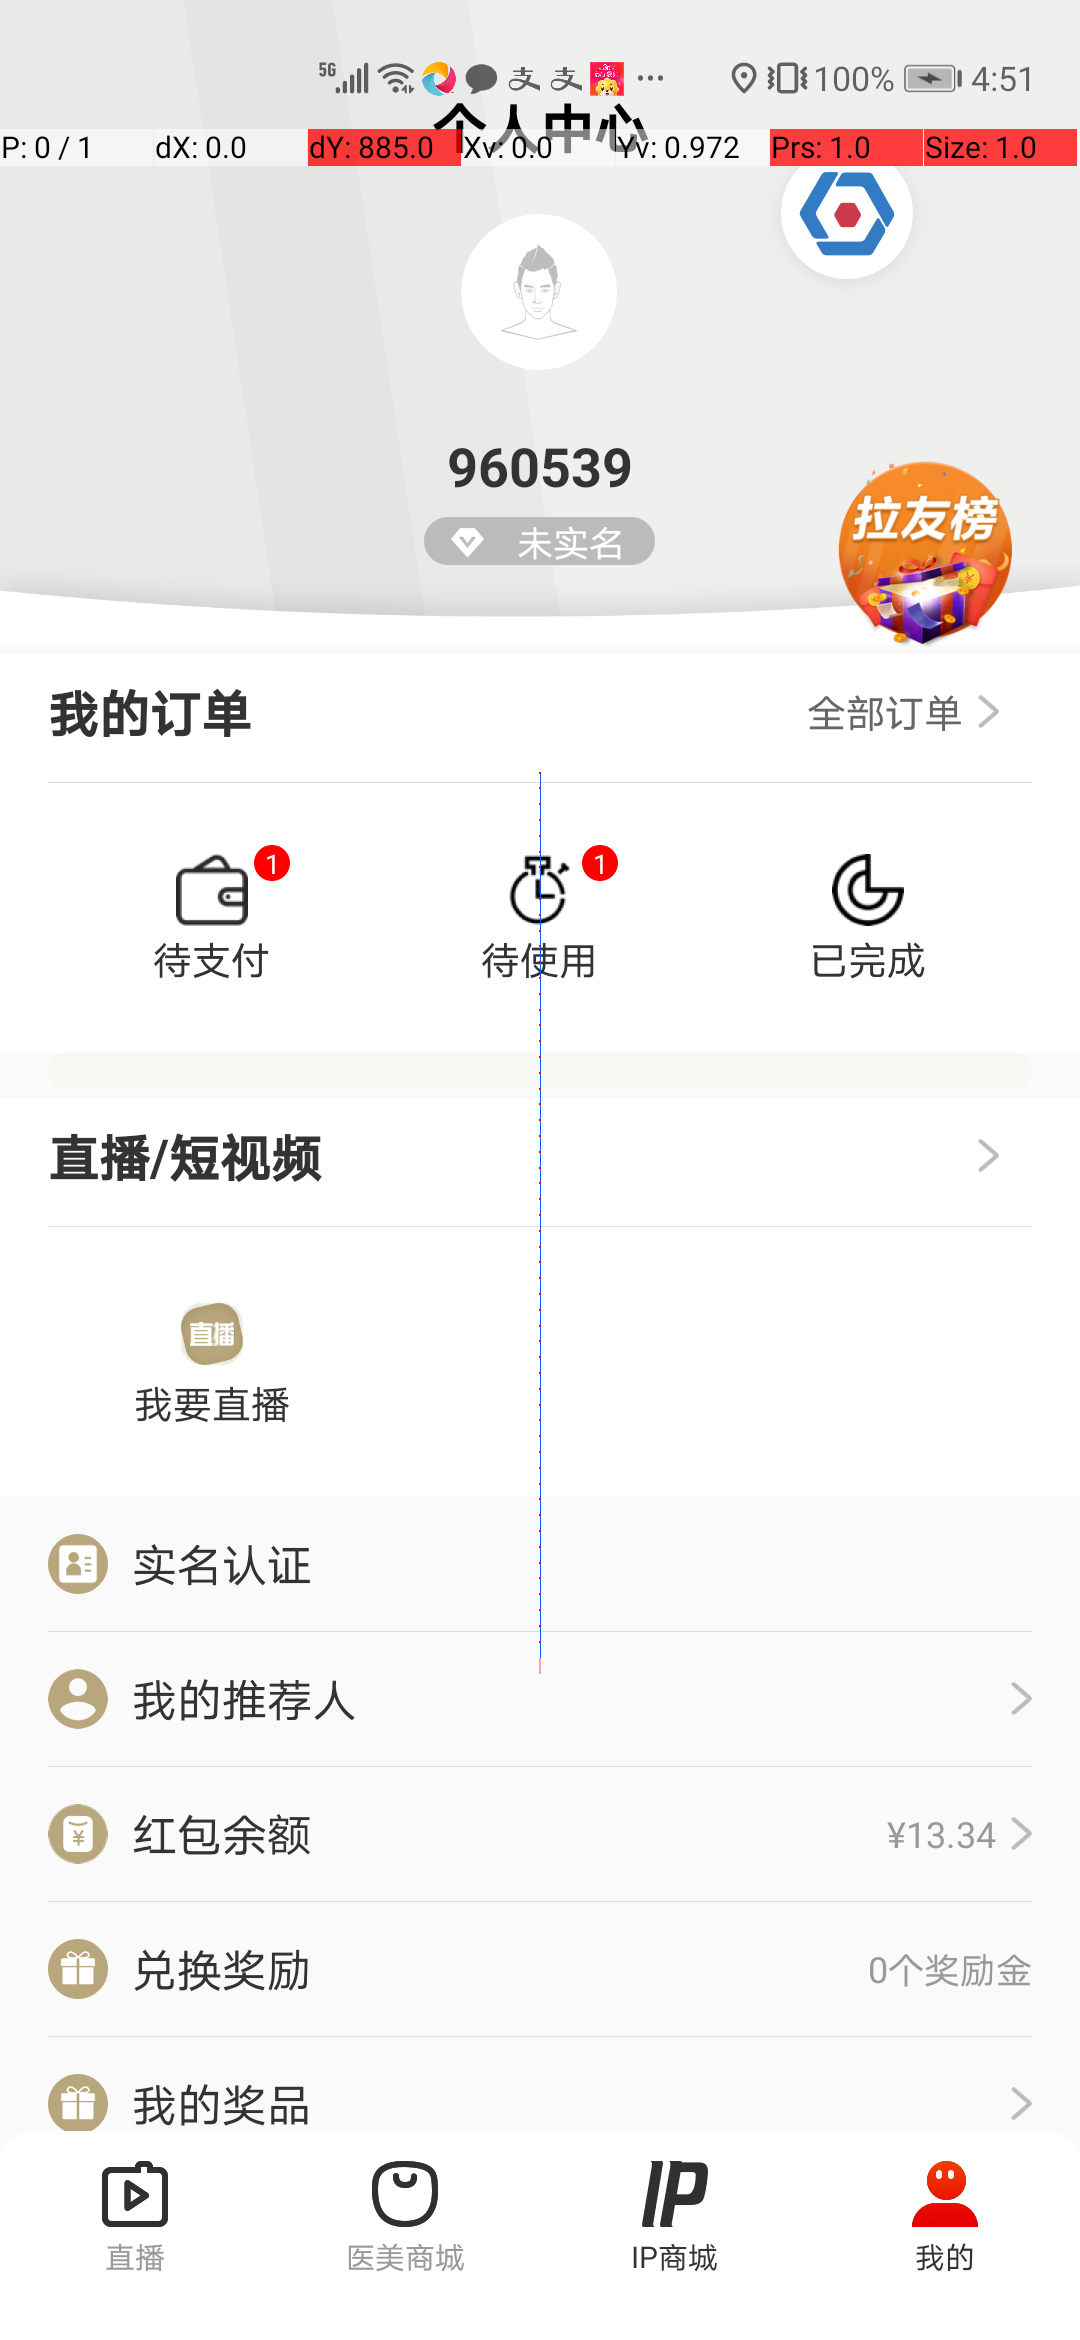 5G 支 支 ... 100% 4:51
个人中心
P: 0 / 1 dX: 0.0 dY: 885.0 Xv: 0.0 Yv: 0.972 Prs: 1.0 Size: 1.0
960539
未实名
拉友榜
我的订单 全部订单
1 1
待支付 待使用 已完成
直播/短视频
直播
我要直播
实名认证
我的推荐人
红包余额 ¥13.34
兑换奖励 0个奖励金
我的奖品
IP
直播 医美商城 IP商城 我的